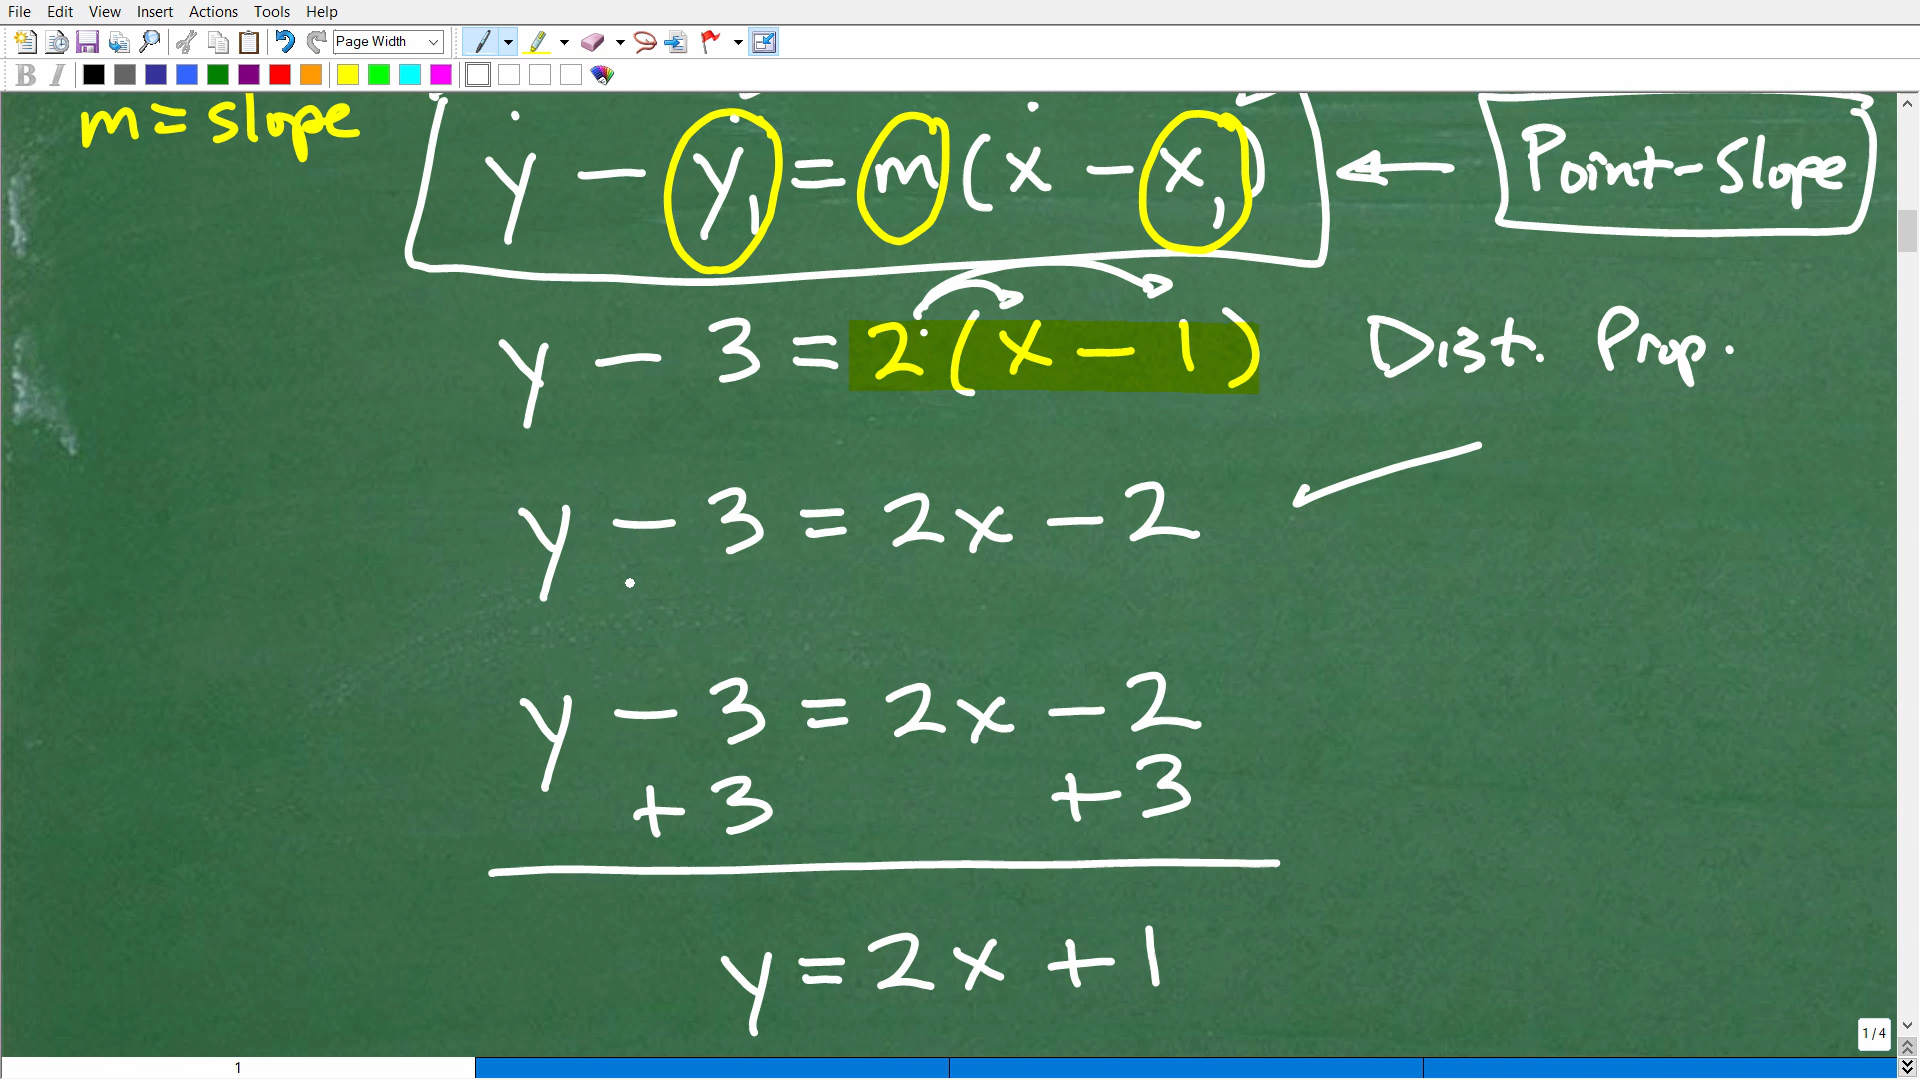 File Edit View Insert Actions Tools Help
Page Width
B I
m = slope
y - y₁ = m(x - x₁) ← Point-Slope
y - 3 = 2(x - 1) Dist. Prop.
y - 3 = 2x - 2
y - 3 = 2x - 2
+ 3 + 3
y = 2x + 1
1 / 4
1